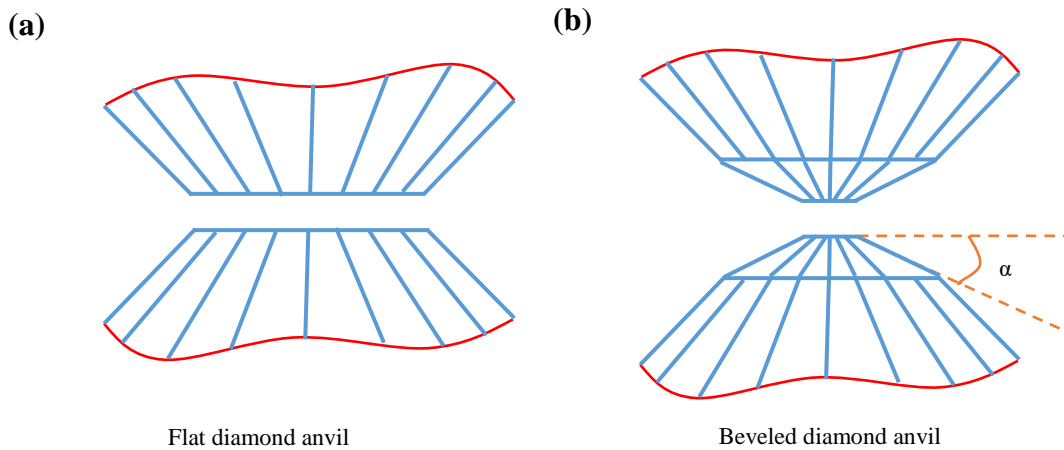 (a)
(b)
α
Flat diamond anvil
Beveled diamond anvil